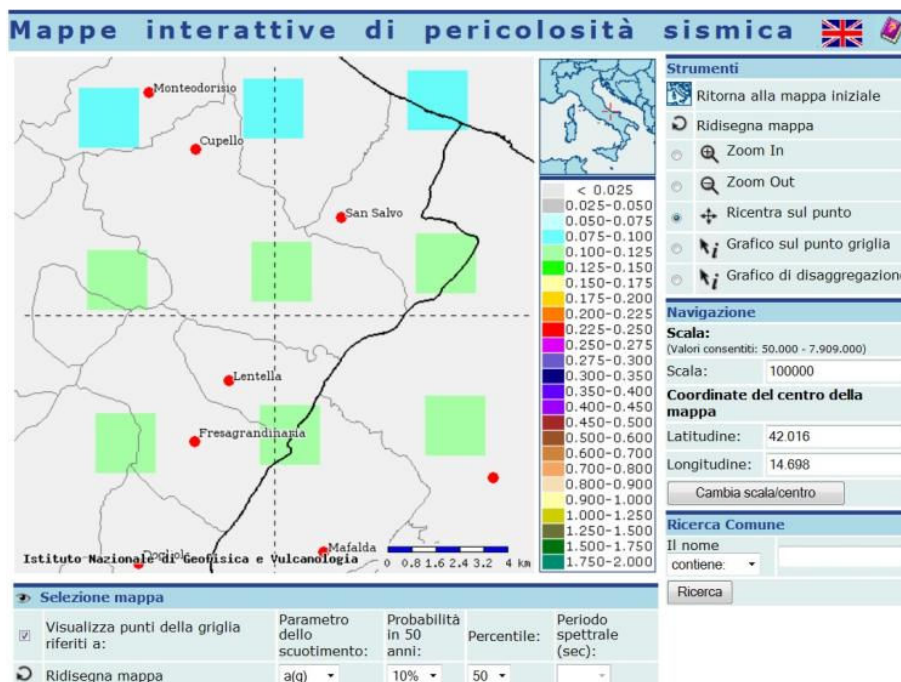 Mappe interattive di pericolosità sismica
Monteodorisio
Cupello
San Salvo
Lentella
Fresagrandinaria
Mafalda
Istituto Nazionale di Geofisica e Vulcanologia
0 0.8 1.6 2.4 3.2 4 km
< 0.025
0.025-0.050
0.050-0.075
0.075-0.100
0.100-0.125
0.125-0.150
0.150-0.175
0.175-0.200
0.200-0.225
0.225-0.250
0.250-0.275
0.275-0.300
0.300-0.350
0.350-0.400
0.400-0.450
0.450-0.500
0.500-0.600
0.600-0.700
0.700-0.800
0.800-0.900
0.900-1.000
1.000-1.250
1.250-1.500
1.500-1.750
1.750-2.000
Strumenti
Ritorna alla mappa iniziale
Ridisegna mappa
Zoom In
Zoom Out
Ricentra sul punto
Grafico sul punto griglia
Grafico di disaggregazione
Navigazione
Scala:
(Valori consentiti: 50.000 - 7.909.000)
Scala: 100000
Coordinate del centro della
mappa
Latitudine: 42.016
Longitudine: 14.698
Cambia scala/centro
Ricerca Comune
Il nome
contiene:
Ricerca
Selezione mappa
Visualizza punti della griglia
riferiti a:
Parametro
dello
scuotimento:
Probabilità
in 50
anni:
Percentile:
Periodo
spettrale
(sec):
Ridisegna mappa
a(g) 10% 50 -